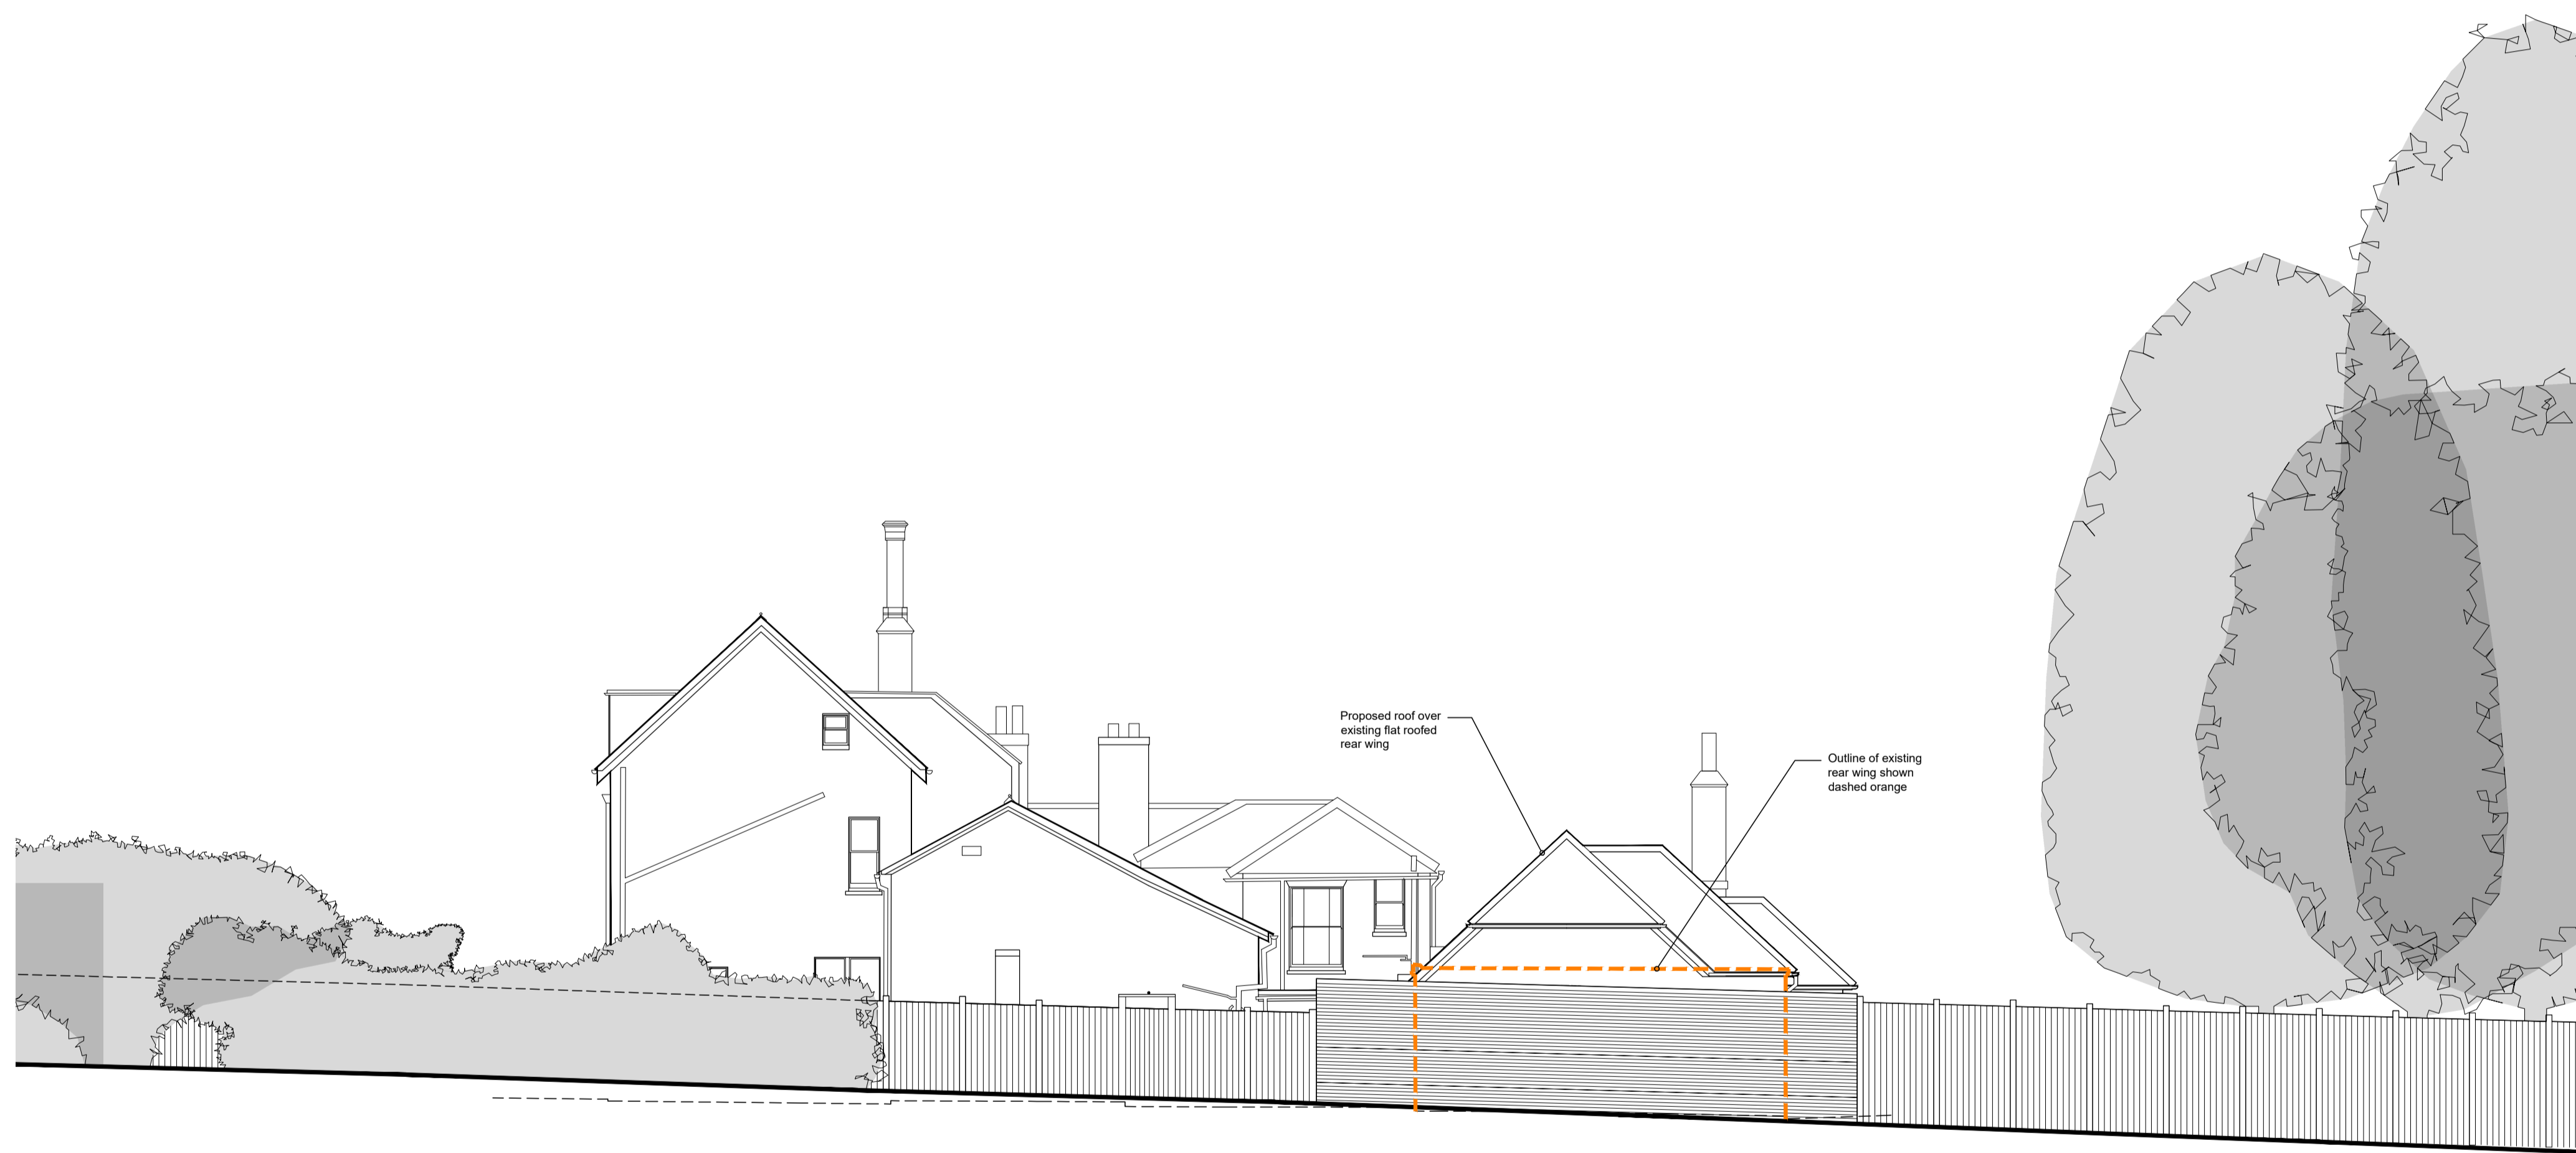 Proposed roof over
existing flat roofed
rear wing
Outline of existing
rear wing shown
dashed orange